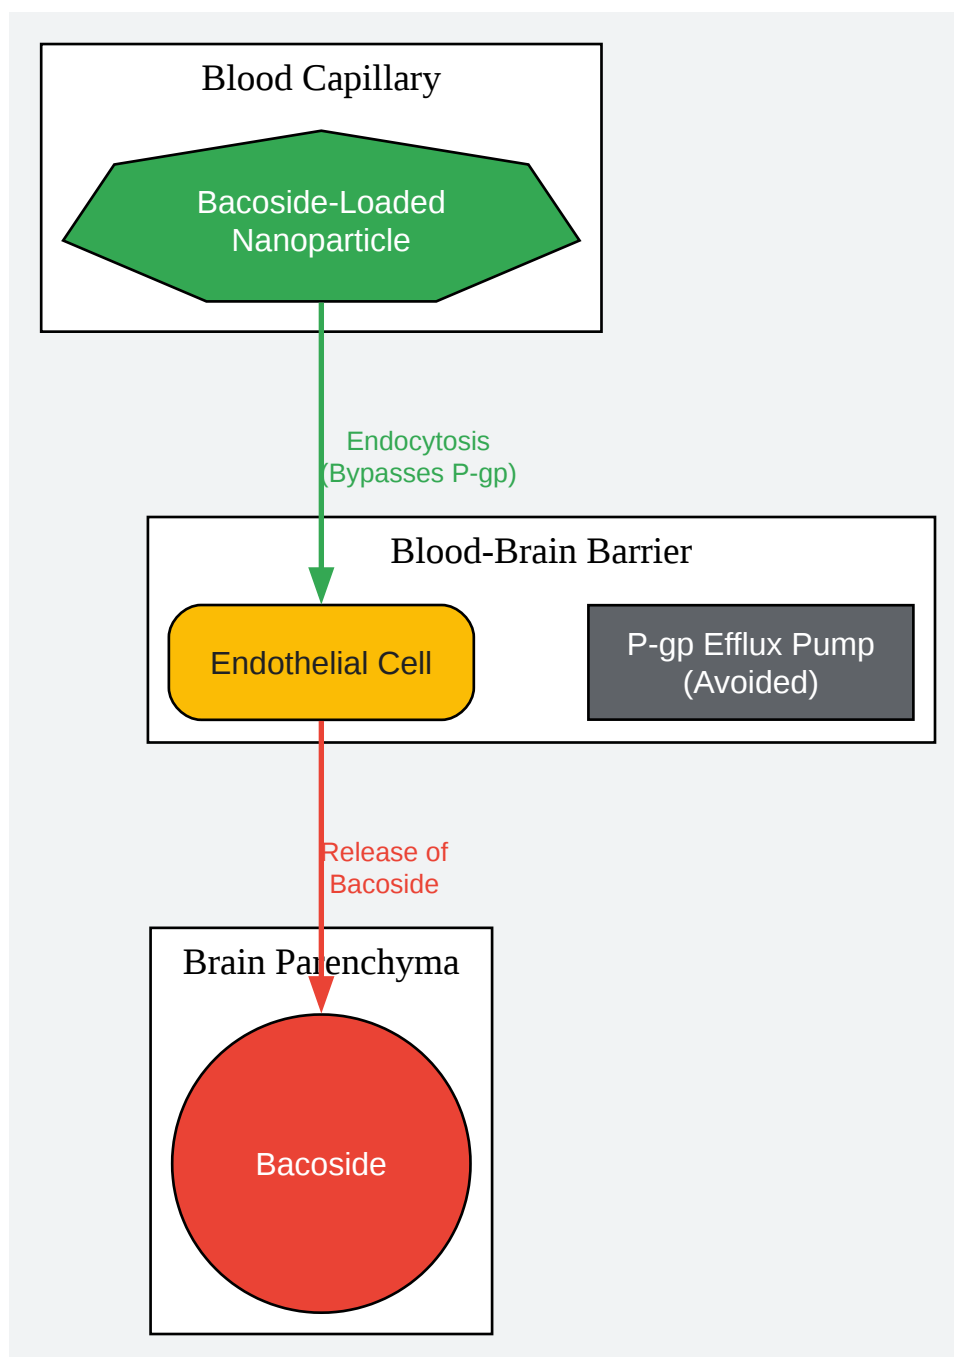 Blood Capillary
Bacoside-Loaded
Nanoparticle
Endocytosis
(Bypasses P-gp)
Blood-Brain Barrier
Endothelial Cell
P-gp Efflux Pump
(Avoided)
Release of
Bacoside
Brain Parenchyma
Bacoside